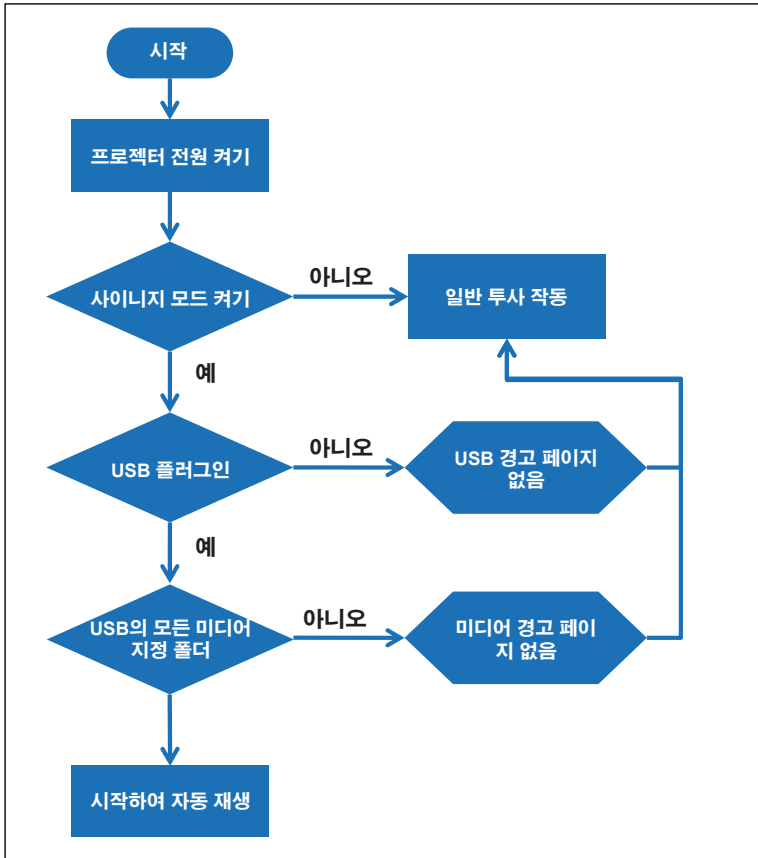 시작
프로젝터 전원 켜기
사이니지 모드 켜기
아니오
일반 투사 작동
예
USB 플러그인
아니오
USB 경고 페이지
없음
예
USB의 모든 미디어
지정 폴더
아니오
미디어 경고 페이
지 없음
시작하여 자동 재생